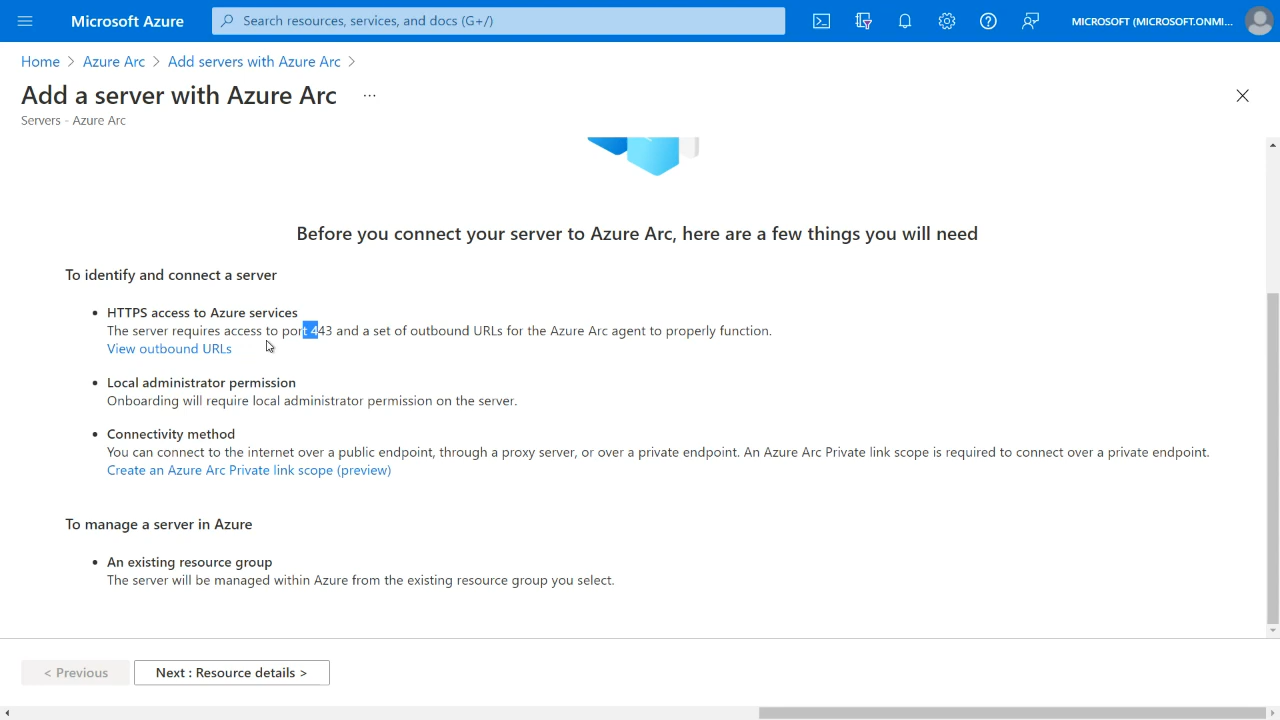 Microsoft Azure
Search resources, services, and docs (G+/)
MICROSOFT (MICROSOFT.ONMI...
Home > Azure Arc > Add servers with Azure Arc >
Add a server with Azure Arc ...
Servers - Azure Arc
Before you connect your server to Azure Arc, here are a few things you will need
To identify and connect a server
• HTTPS access to Azure services
The server requires access to port 443 and a set of outbound URLs for the Azure Arc agent to properly function.
View outbound URLs
• Local administrator permission
Onboarding will require local administrator permission on the server.
• Connectivity method
You can connect to the internet over a public endpoint, through a proxy server, or over a private endpoint. An Azure Arc Private link scope is required to connect over a private endpoint.
Create an Azure Arc Private link scope (preview)
To manage a server in Azure
• An existing resource group
The server will be managed within Azure from the existing resource group you select.
< Previous
Next : Resource details >